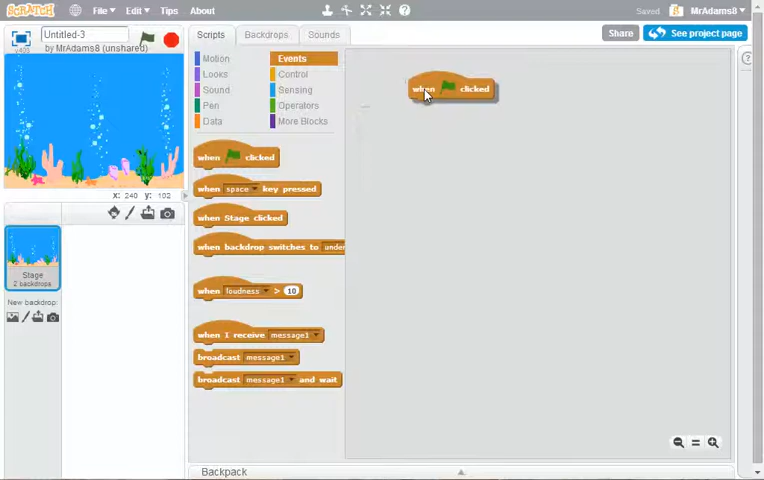 SCRATCH File Edit Tips About Saved MrAdams8
Untitled-3
by MrAdams8 (unshared)
v403
Scripts Backdrops Sounds
Share See project page
Motion Events
Looks Control
Sound Sensing
Pen Operators
Data More Blocks
when clicked
when clicked
when space key pressed
when Stage clicked
when backdrop switches to under
when loudness > 10
when I receive message1
broadcast message1
broadcast message1 and wait
x: 240 y: 102
Stage
2 backdrops
New backdrop:
Backpack